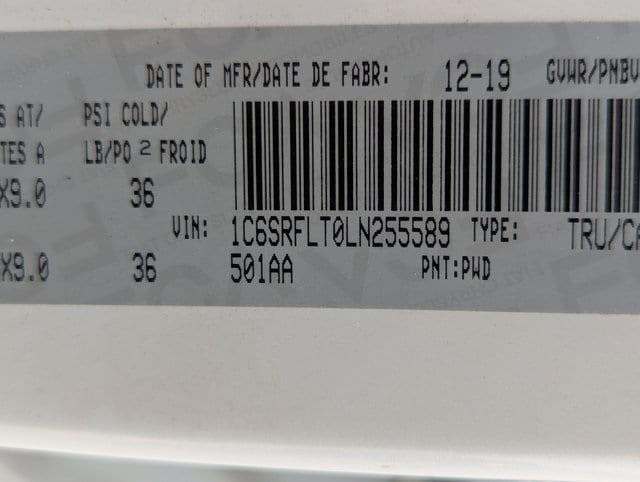 DATE OF MFR/DATE DE FABR: 12-19 GVWR/PNBV
S AT/ PSI COLD/
TES A LB/PO 2 FROID
X9.0 36
VIN: 1C6SRFLT0LN255589 TYPE: TRU/CA
X9.0 36 501AA PNT:PWD